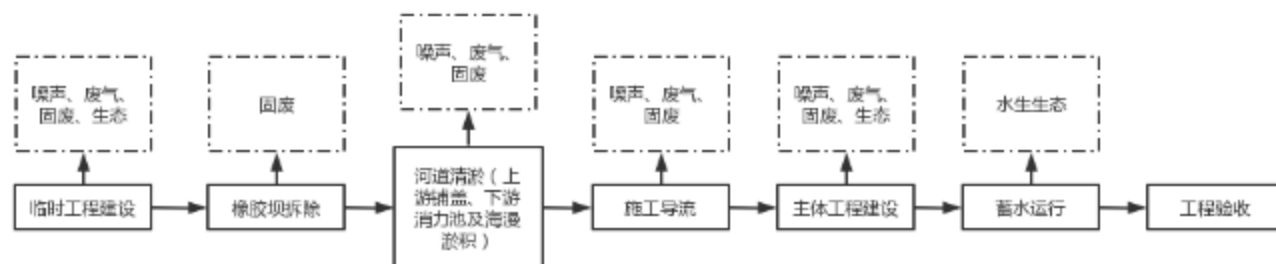 噪声、废气、
固废
噪声、废气、
固废、生态
固废
噪声、废气、
固废
噪声、废气、
固废、生态
水生生态
临时工程建设
橡胶坝拆除
河道清淤（上
游铺盖、下游
消力池及海漫
淤积）
施工导流
主体工程建设
蓄水运行
工程验收